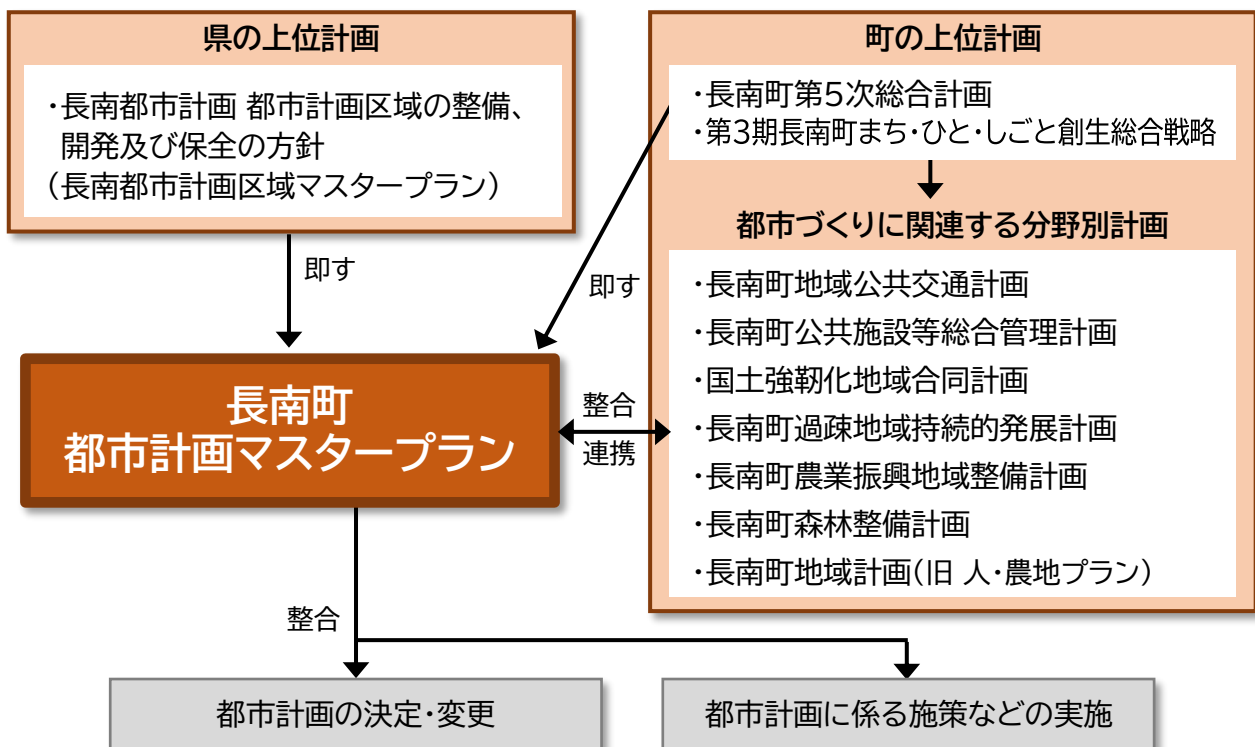 県の上位計画
・長南都市計画 都市計画区域の整備、
開発及び保全の方針
(長南都市計画区域マスタープラン)
町の上位計画
・長南町第5次総合計画
・第3期長南町まち・ひと・しごと創生総合戦略
都市づくりに関連する分野別計画
・長南町地域公共交通計画
・長南町公共施設等総合管理計画
・国土強靭化地域合同計画
・長南町過疎地域持続的発展計画
・長南町農業振興地域整備計画
・長南町森林整備計画
・長南町地域計画(旧 人・農地プラン)
即す
即す
長南町
都市計画マスタープラン
整合
連携
整合
都市計画の決定・変更
都市計画に係る施策などの実施